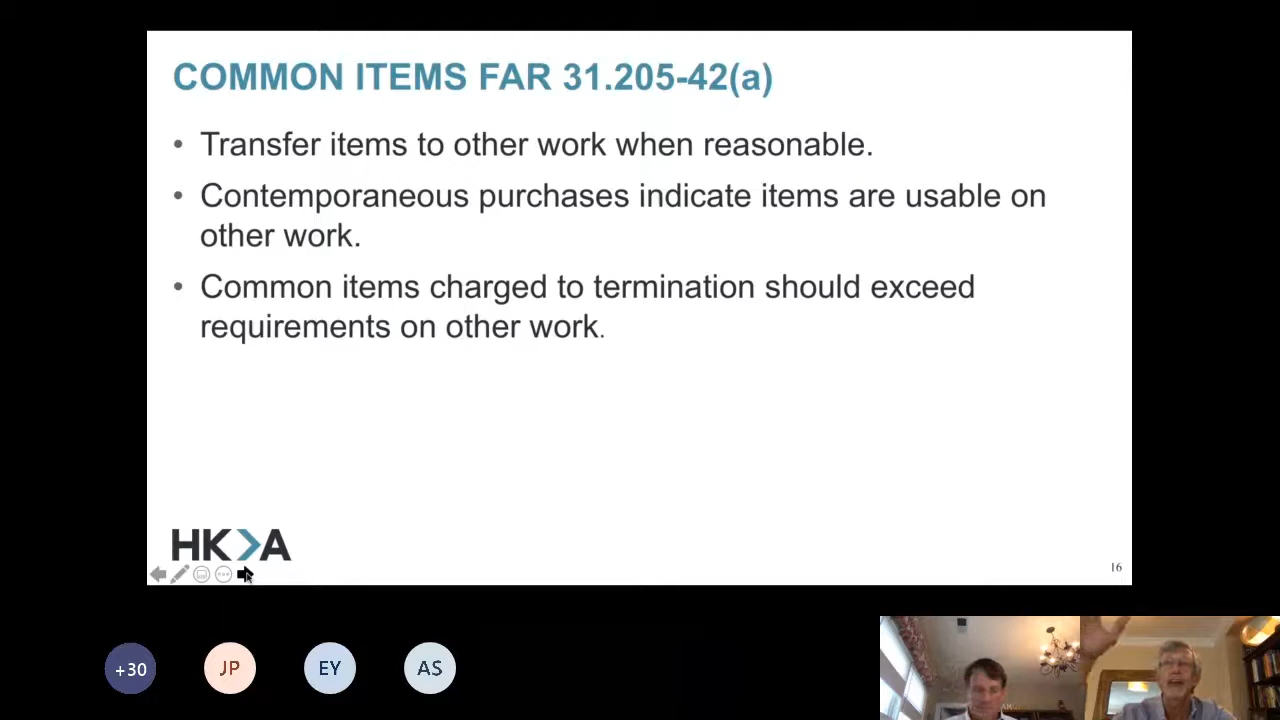 COMMON ITEMS FAR 31.205-42(a)
• Transfer items to other work when reasonable.
• Contemporaneous purchases indicate items are usable on
other work.
• Common items charged to termination should exceed
requirements on other work.
HKA
16
+30
JP
EY
AS